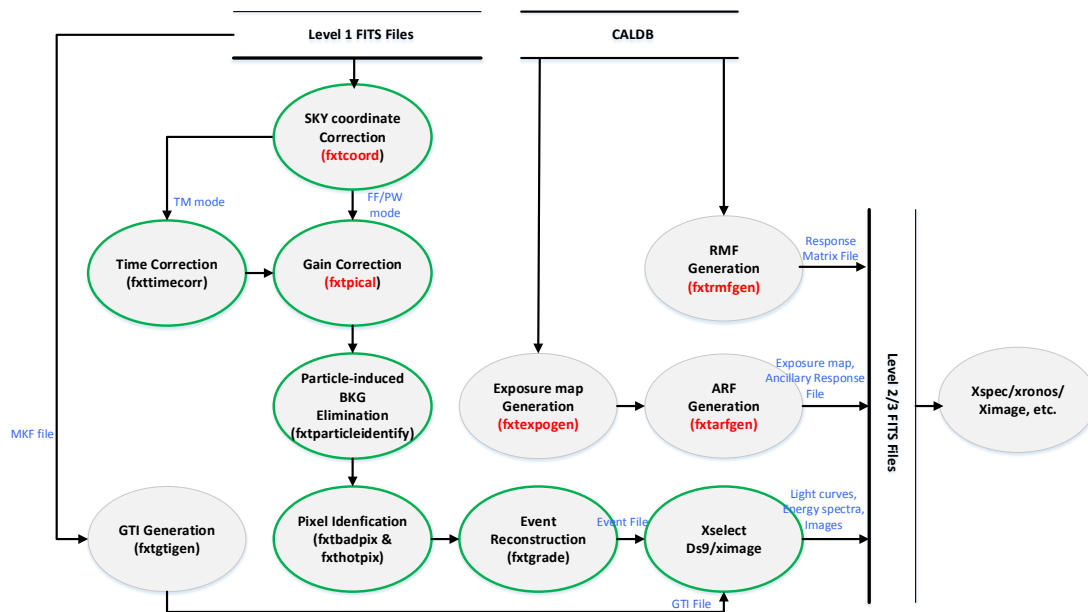 Level 1 FITS Files
CALDB
SKY coordinate
Correction
(fxtcoord)
TM mode
FF/PW
mode
Time Correction
(fxttimecorr)
Gain Correction
(fxtpical)
RMF
Generation
(fxtrmfgen)
Response
Matrix File
Particle-induced
BKG
Elimination
(fxtparticleidentify)
Exposure map
Generation
(fxtexpogen)
ARF
Generation
(fxtarfgen)
Exposure map,
Ancillary Response
File
Level 2/3 FITS Files
Xspec/xronos/
Ximage, etc.
MKF file
GTI Generation
(fxtgtigen)
Pixel Idenfication
(fxtbadpix &
fxthotpix)
Event
Reconstruction
(fxtgrade)
Event File
Xselect
Ds9/ximage
Light curves,
Energy spectra,
Images
GTI File